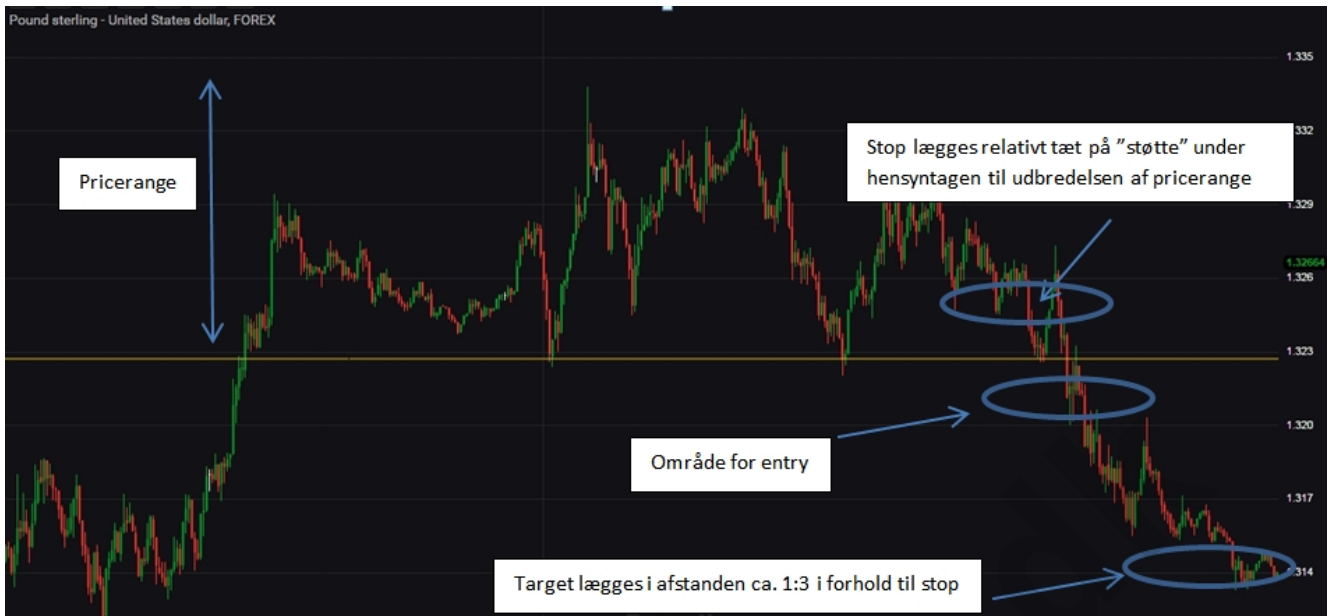 Pound sterling - United States dollar, FOREX
1.335
1.332
Stop lægges relativt tæt på ”støtte” under
hensyntagen til udbredelsen af pricerange
Pricerange
1.329
1.32664
1.326
1.323
1.320
Område for entry
1.317
1.314
Target lægges i afstanden ca. 1:3 i forhold til stop